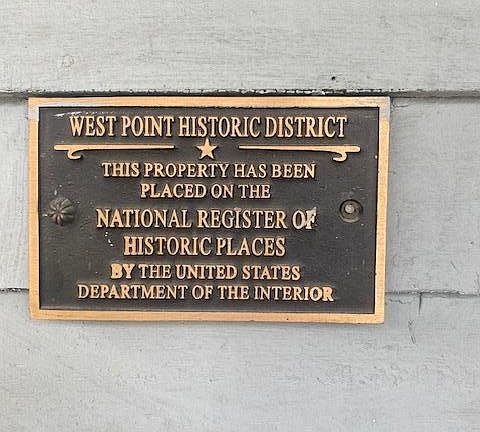 WEST POINT HISTORIC DISTRICT
THIS PROPERTY HAS BEEN
PLACED ON THE
NATIONAL REGISTER OF
HISTORIC PLACES
BY THE UNITED STATES
DEPARTMENT OF THE INTERIOR